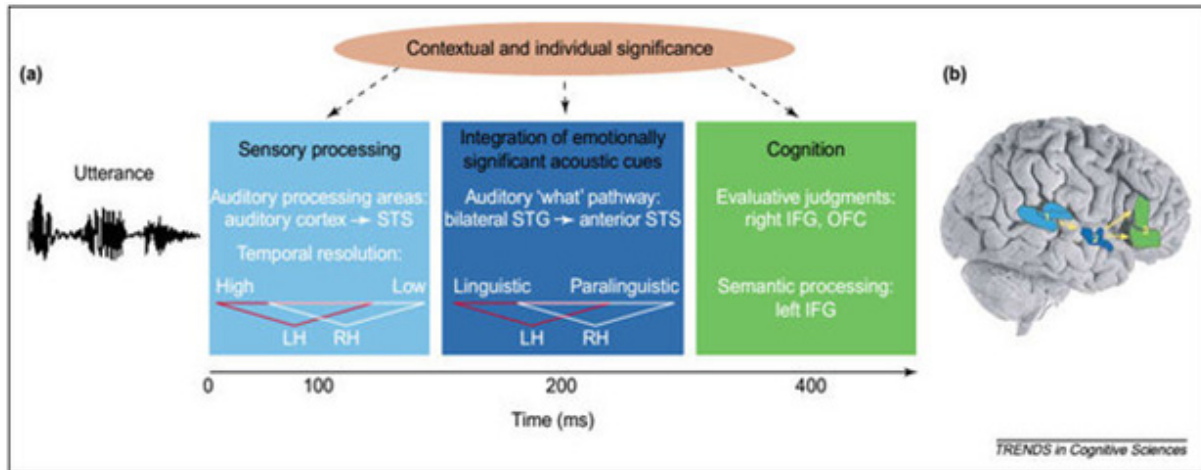 Contextual and individual significance
(a)
(b)
Utterance
Sensory processing
Auditory processing areas:
auditory cortex → STS
Temporal resolution:
High Low
LH RH
Integration of emotionally
significant acoustic cues
Auditory ‘what’ pathway:
bilateral STG → anterior STS
Linguistic Paralinguistic
LH RH
Cognition
Evaluative judgments:
right IFG, OFC
Semantic processing:
left IFG
0 100 200 400
Time (ms)
TRENDS in Cognitive Sciences